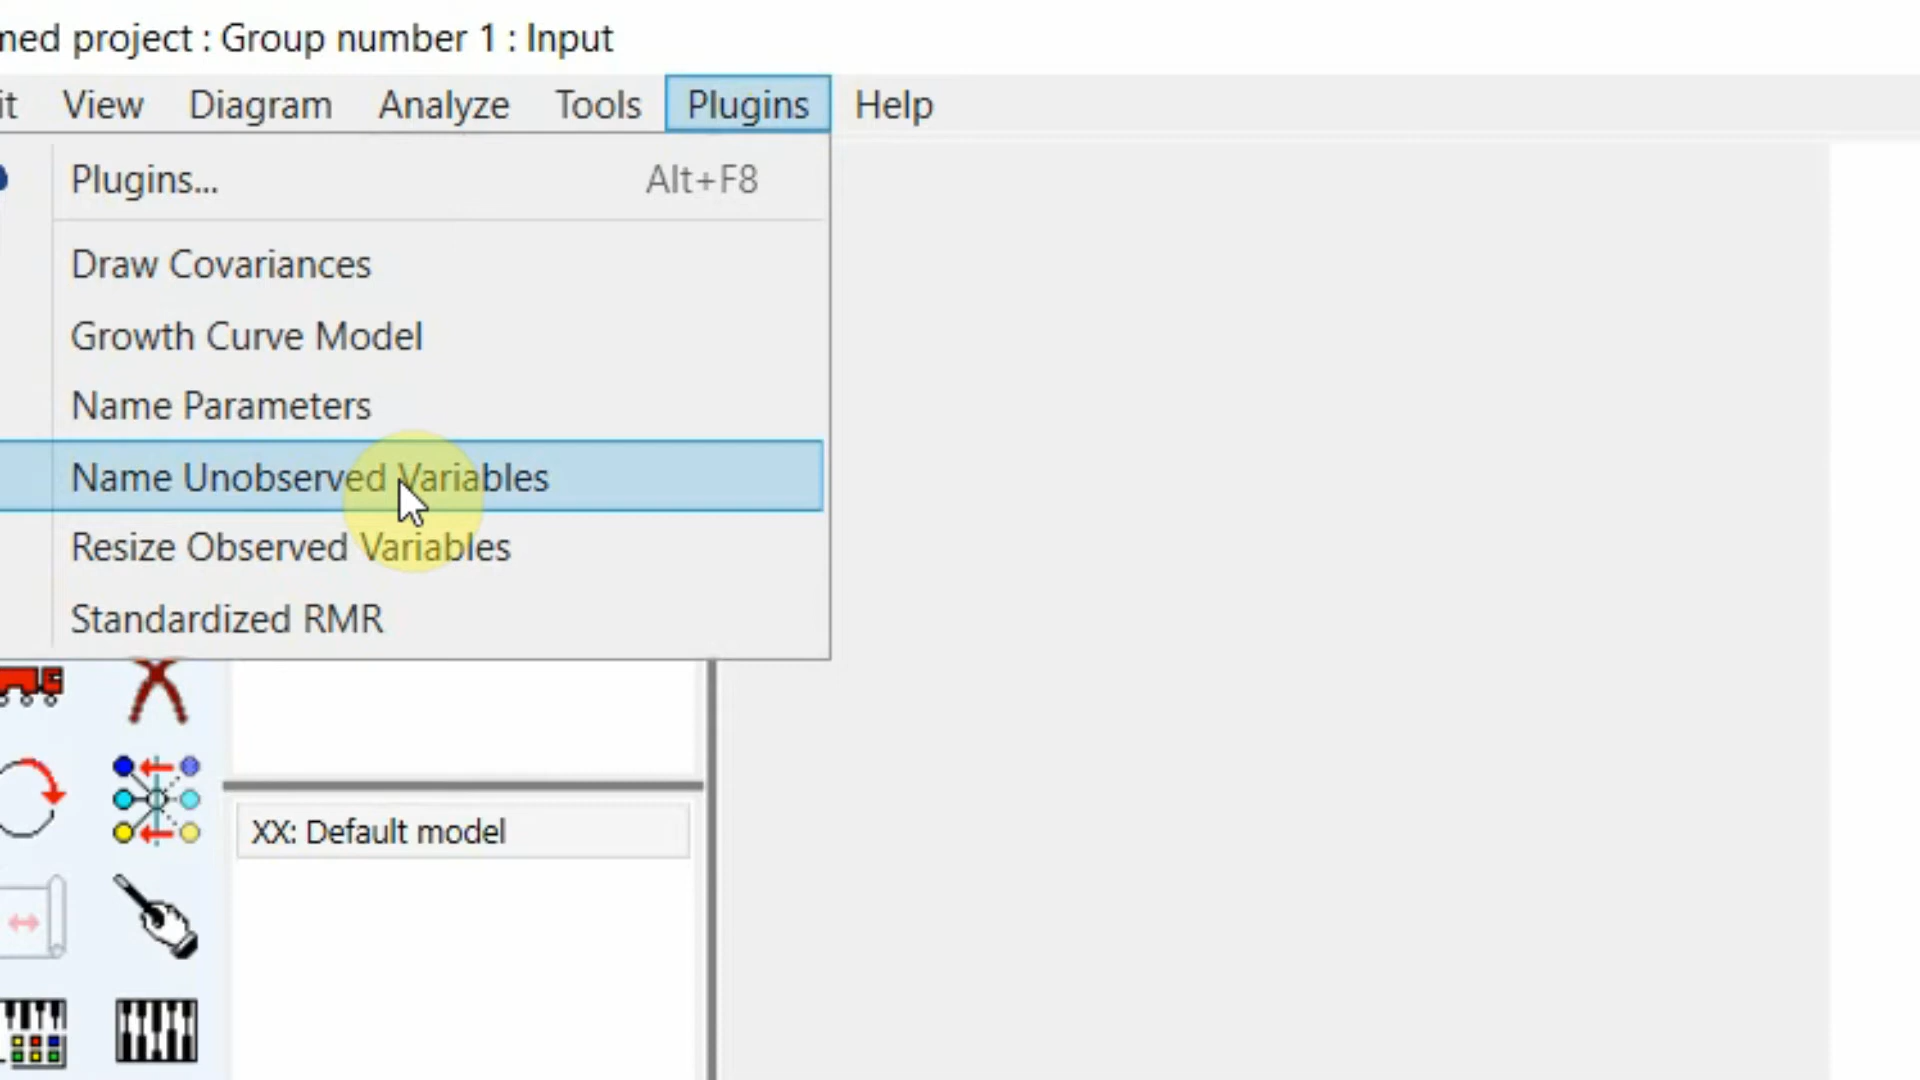 med project : Group number 1 : Input
it View Diagram Analyze Tools Plugins Help
Plugins... Alt+F8
Draw Covariances
Growth Curve Model
Name Parameters
Name Unobserved Variables
Resize Observed Variables
Standardized RMR
XX: Default model